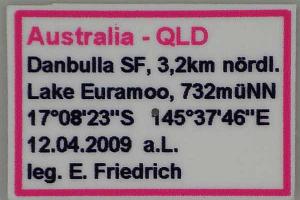 Australia - QLD
Danbulla SF, 3,2km nördl.
Lake Euramoo, 732müNN
17°08'23"S 145°37'46"E
12.04.2009 a.L.
leg. E. Friedrich